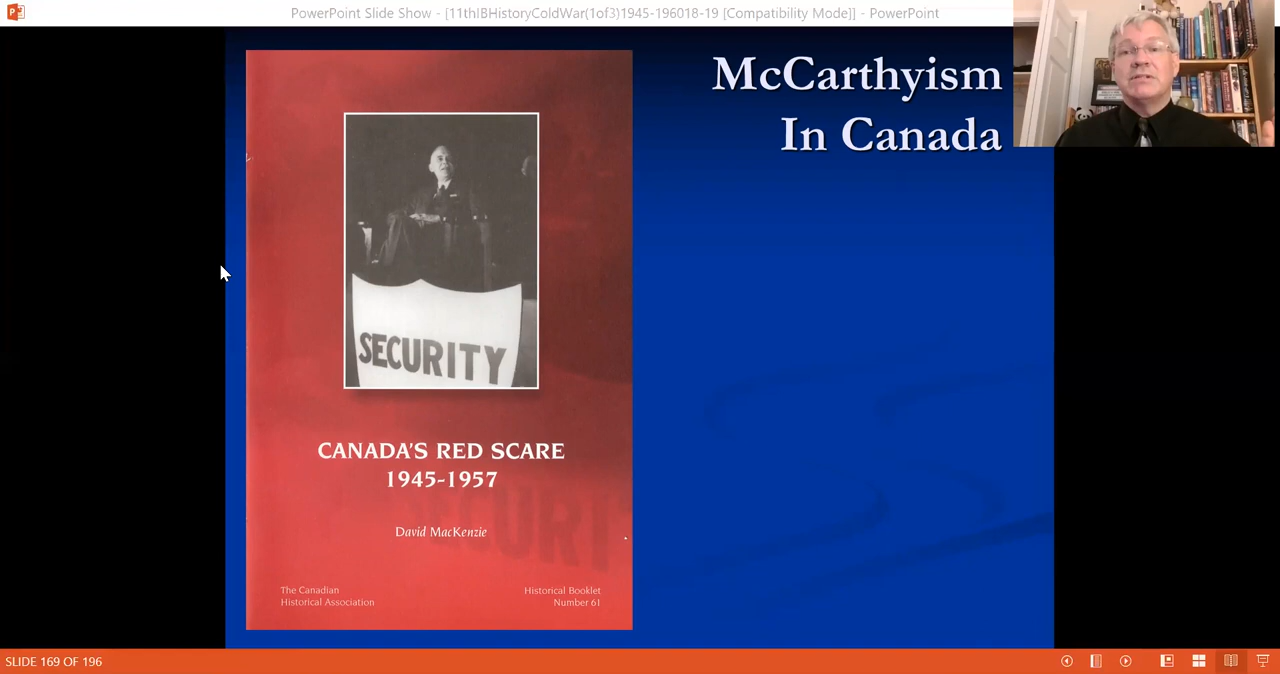 PowerPoint Slide Show - [11thIBHistoryColdWar(1of3)1945-196018-19 [Compatibility Mode]] - PowerPoint
McCarthyism
In Canada
SECURITY
CANADA'S RED SCARE
1945-1957
David MacKenzie
The Canadian
Historical Association
Historical Booklet
Number 61
SLIDE 169 OF 196